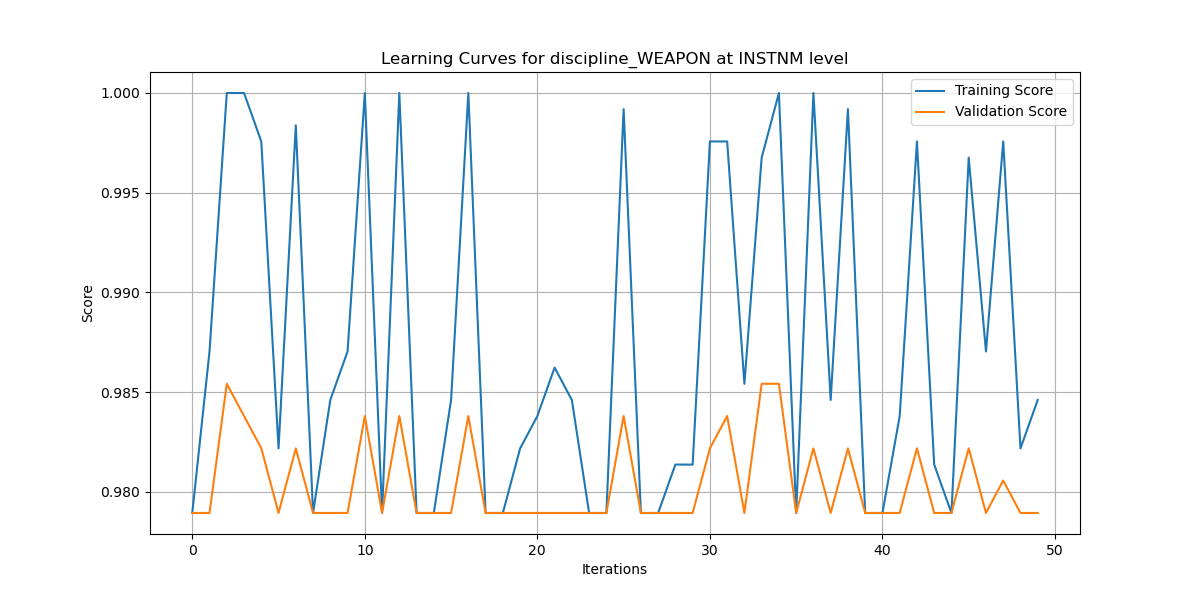 Learning Curves for discipline_WEAPON at INSTNM level
Training Score
Validation Score
1.000
0.995
0.990
0.985
0.980
Score
0
10
20
30
40
50
Iterations